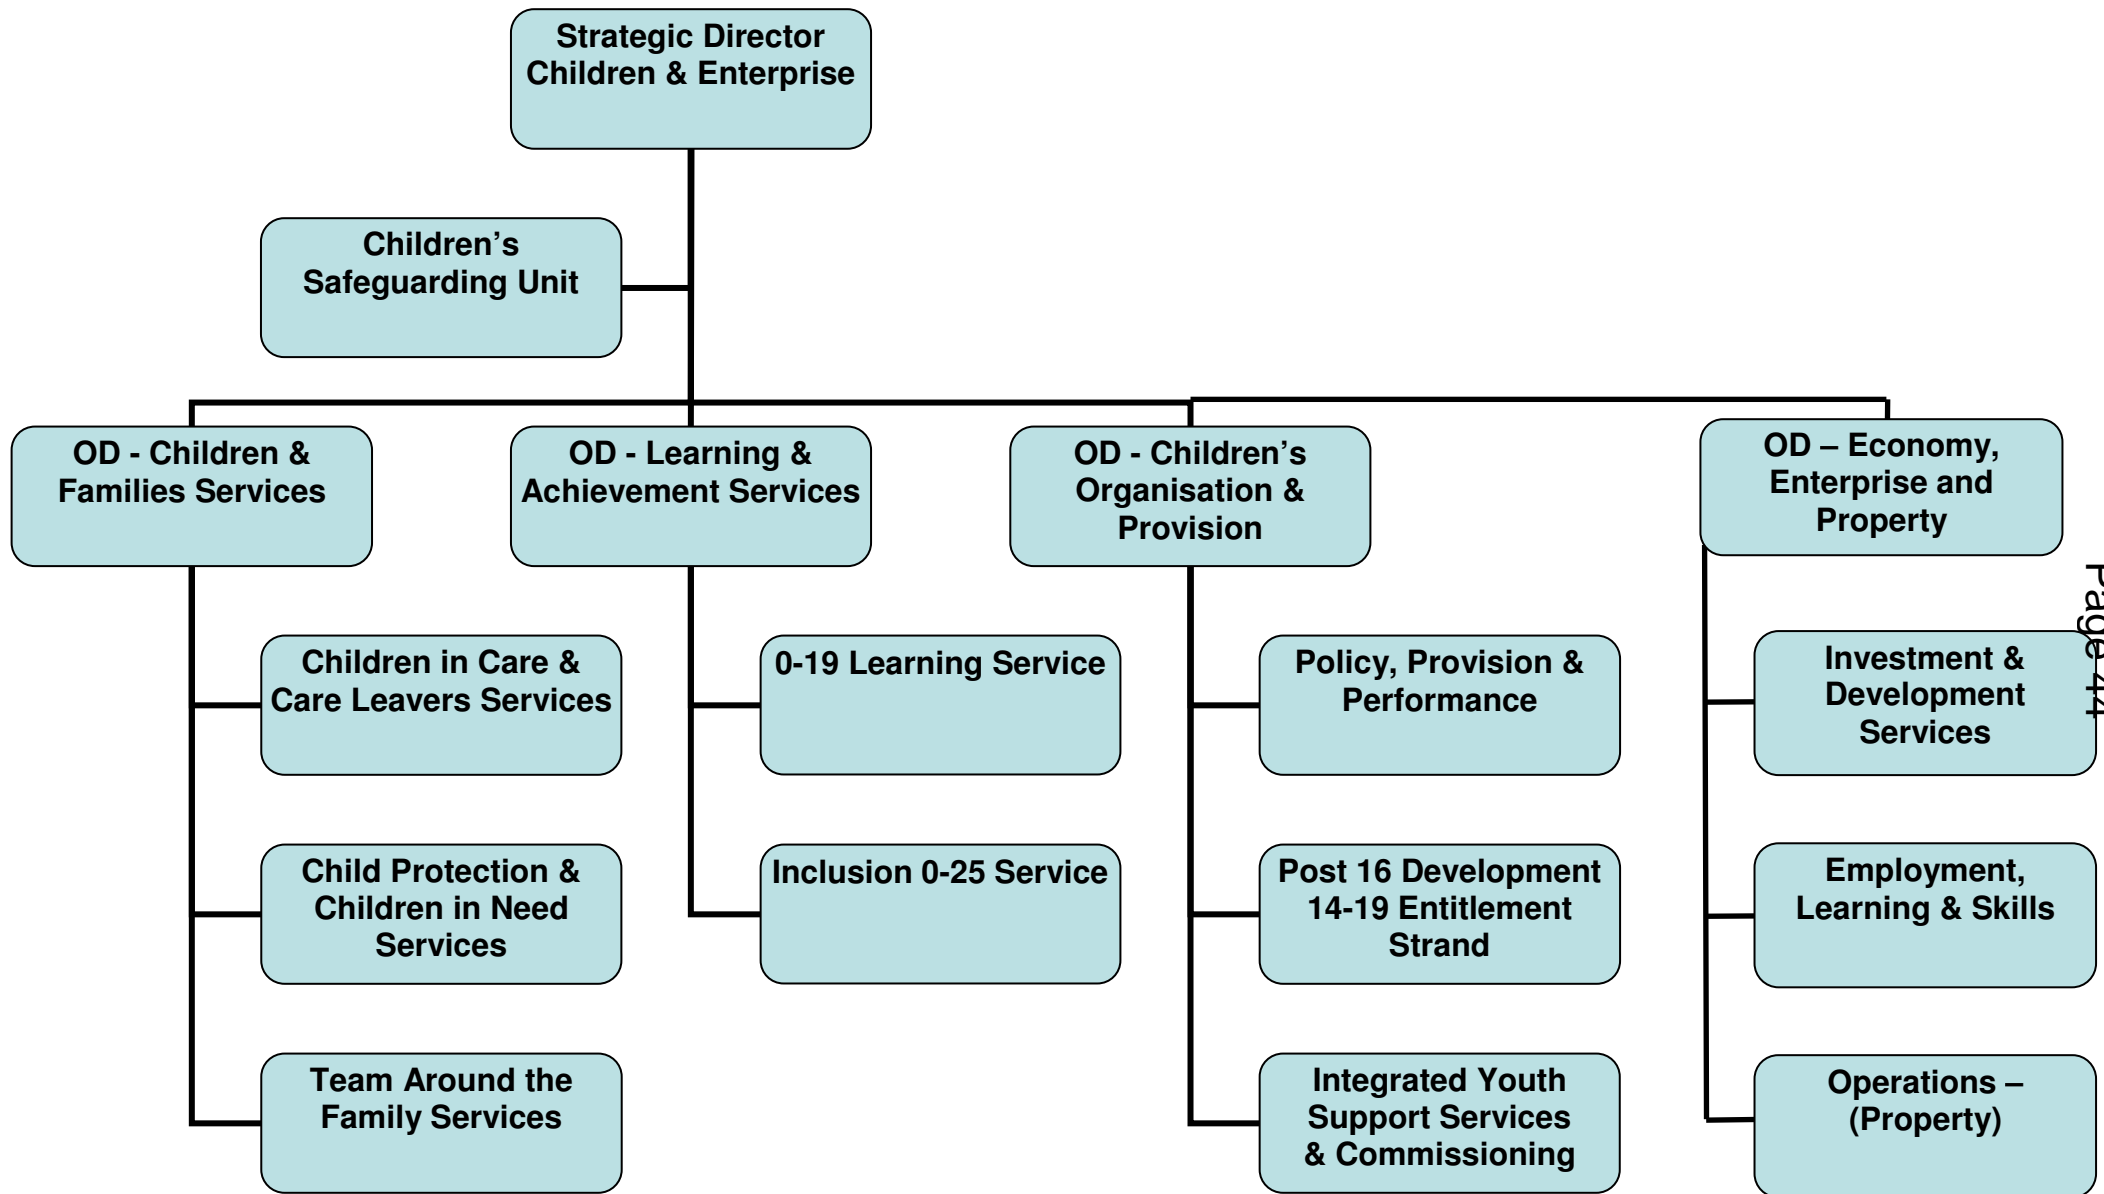 Strategic Director
Children & Enterprise
Children’s
Safeguarding Unit
OD - Children &
Families Services
OD - Learning &
Achievement Services
OD - Children’s
Organisation &
Provision
OD – Economy,
Enterprise and
Property
Children in Care &
Care Leavers Services
0-19 Learning Service
Policy, Provision &
Performance
Investment &
Development
Services
Child Protection &
Children in Need
Services
Inclusion 0-25 Service
Post 16 Development
14-19 Entitlement
Strand
Employment,
Learning & Skills
Team Around the
Family Services
Integrated Youth
Support Services
& Commissioning
Operations –
(Property)
Page 44